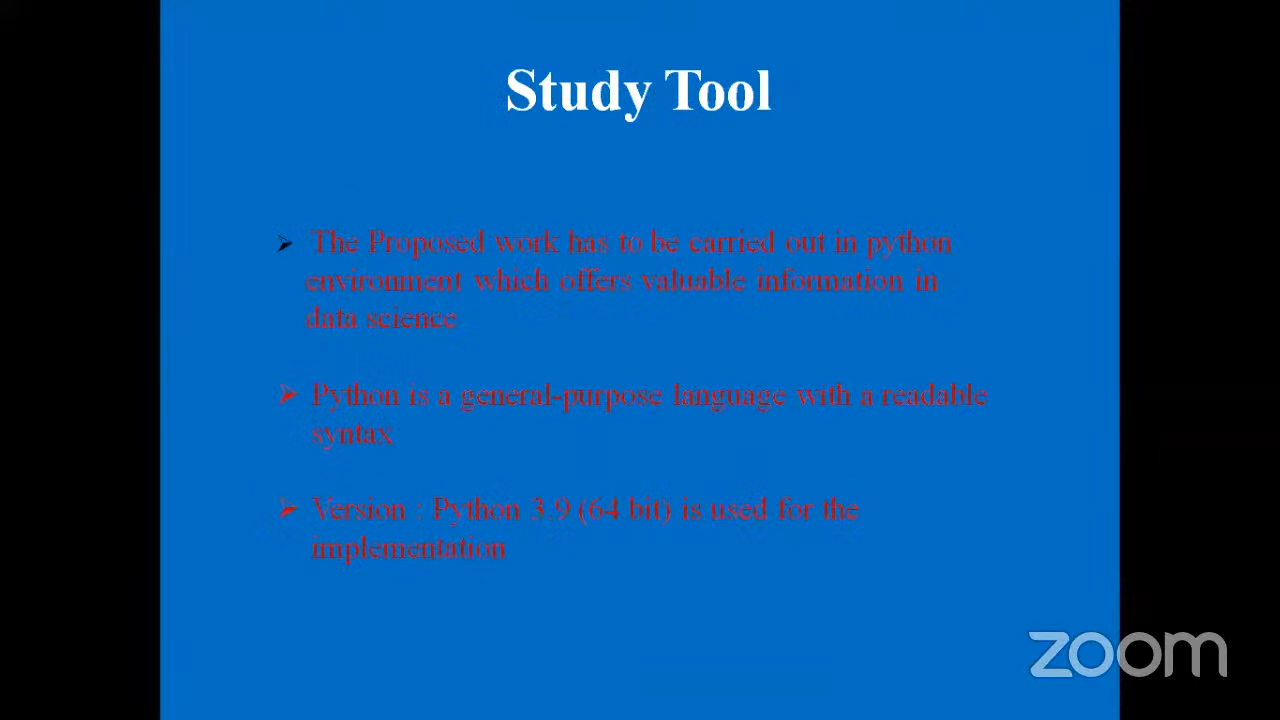 Study Tool
The Proposed work has to be carried out in python
environment which offers valuable information in
data science
Python is a general-purpose language with a readable
syntax
Version : Python 3.9 (64 bit) is used for the
implementation
zoom